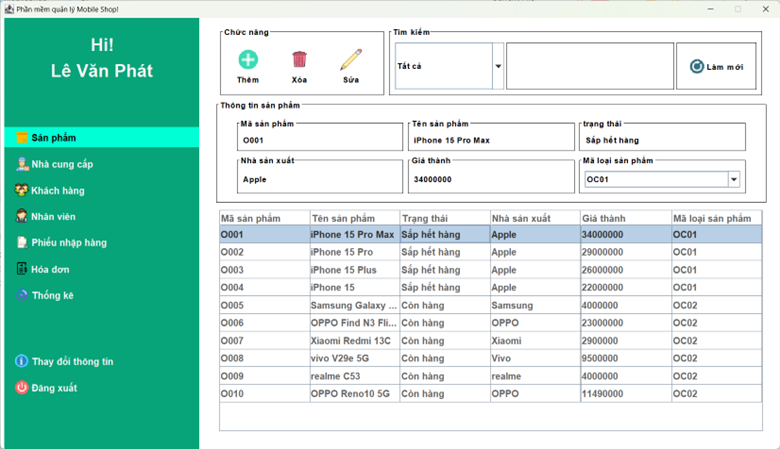 Phần mềm quản lý Mobile Shop!
Hi!
Lê Văn Phát
Sản phẩm
Nhà cung cấp
Khách hàng
Nhân viên
Phiếu nhập hàng
Hóa đơn
Thống kê
Thay đổi thông tin
Đăng xuất
Chức năng
Thêm Xóa Sửa
Tìm kiếm
Tất cả
Làm mới
Thông tin sản phẩm
Mã sản phẩm Tên sản phẩm trạng thái
O001 iPhone 15 Pro Max Sắp hết hàng
Nhà sản xuất Giá thành Mã loại sản phẩm
Apple 34000000 OC01
Mã sản phẩm Tên sản phẩm Trạng thái Nhà sản xuất Giá thành Mã loại sản phẩm
O001 iPhone 15 Pro Max Sắp hết hàng Apple 34000000 OC01
O002 iPhone 15 Pro Sắp hết hàng Apple 29000000 OC01
O003 iPhone 15 Plus Sắp hết hàng Apple 26000000 OC01
O004 iPhone 15 Sắp hết hàng Apple 22000000 OC01
O005 Samsung Galaxy ... Còn hàng Samsung 4000000 OC02
O006 OPPO Find N3 Fli... Còn hàng OPPO 23000000 OC02
O007 Xiaomi Redmi 13C Còn hàng Xiaomi 2900000 OC02
O008 vivo V29e 5G Còn hàng Vivo 9500000 OC02
O009 realme C53 Còn hàng realme 4000000 OC02
O010 OPPO Reno10 5G Còn hàng OPPO 11490000 OC02